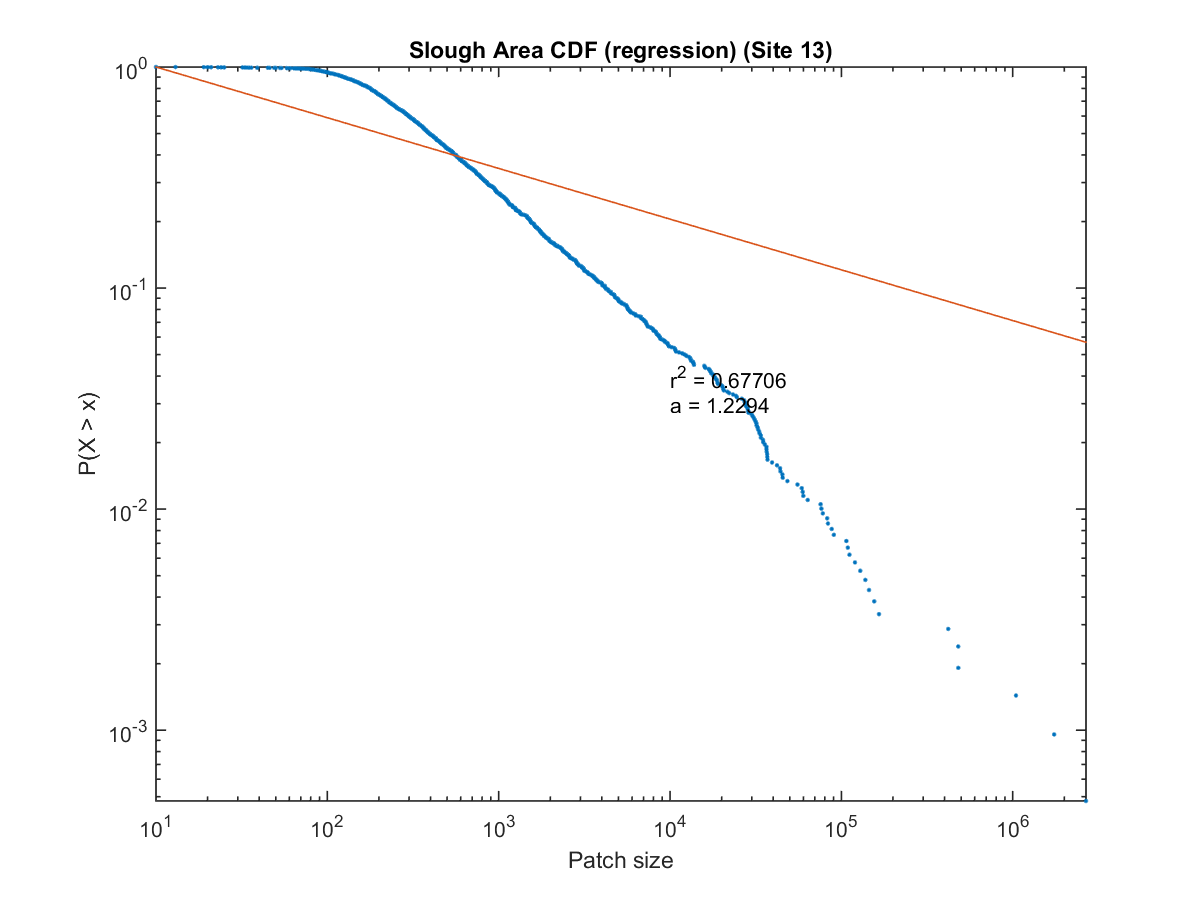 Slough Area CDF (regression) (Site 13)
10^0
10^-1
10^-2
10^-3
P(X > x)
r^2 = 0.67706
a = 1.2294
10^1 10^2 10^3 10^4 10^5 10^6
Patch size